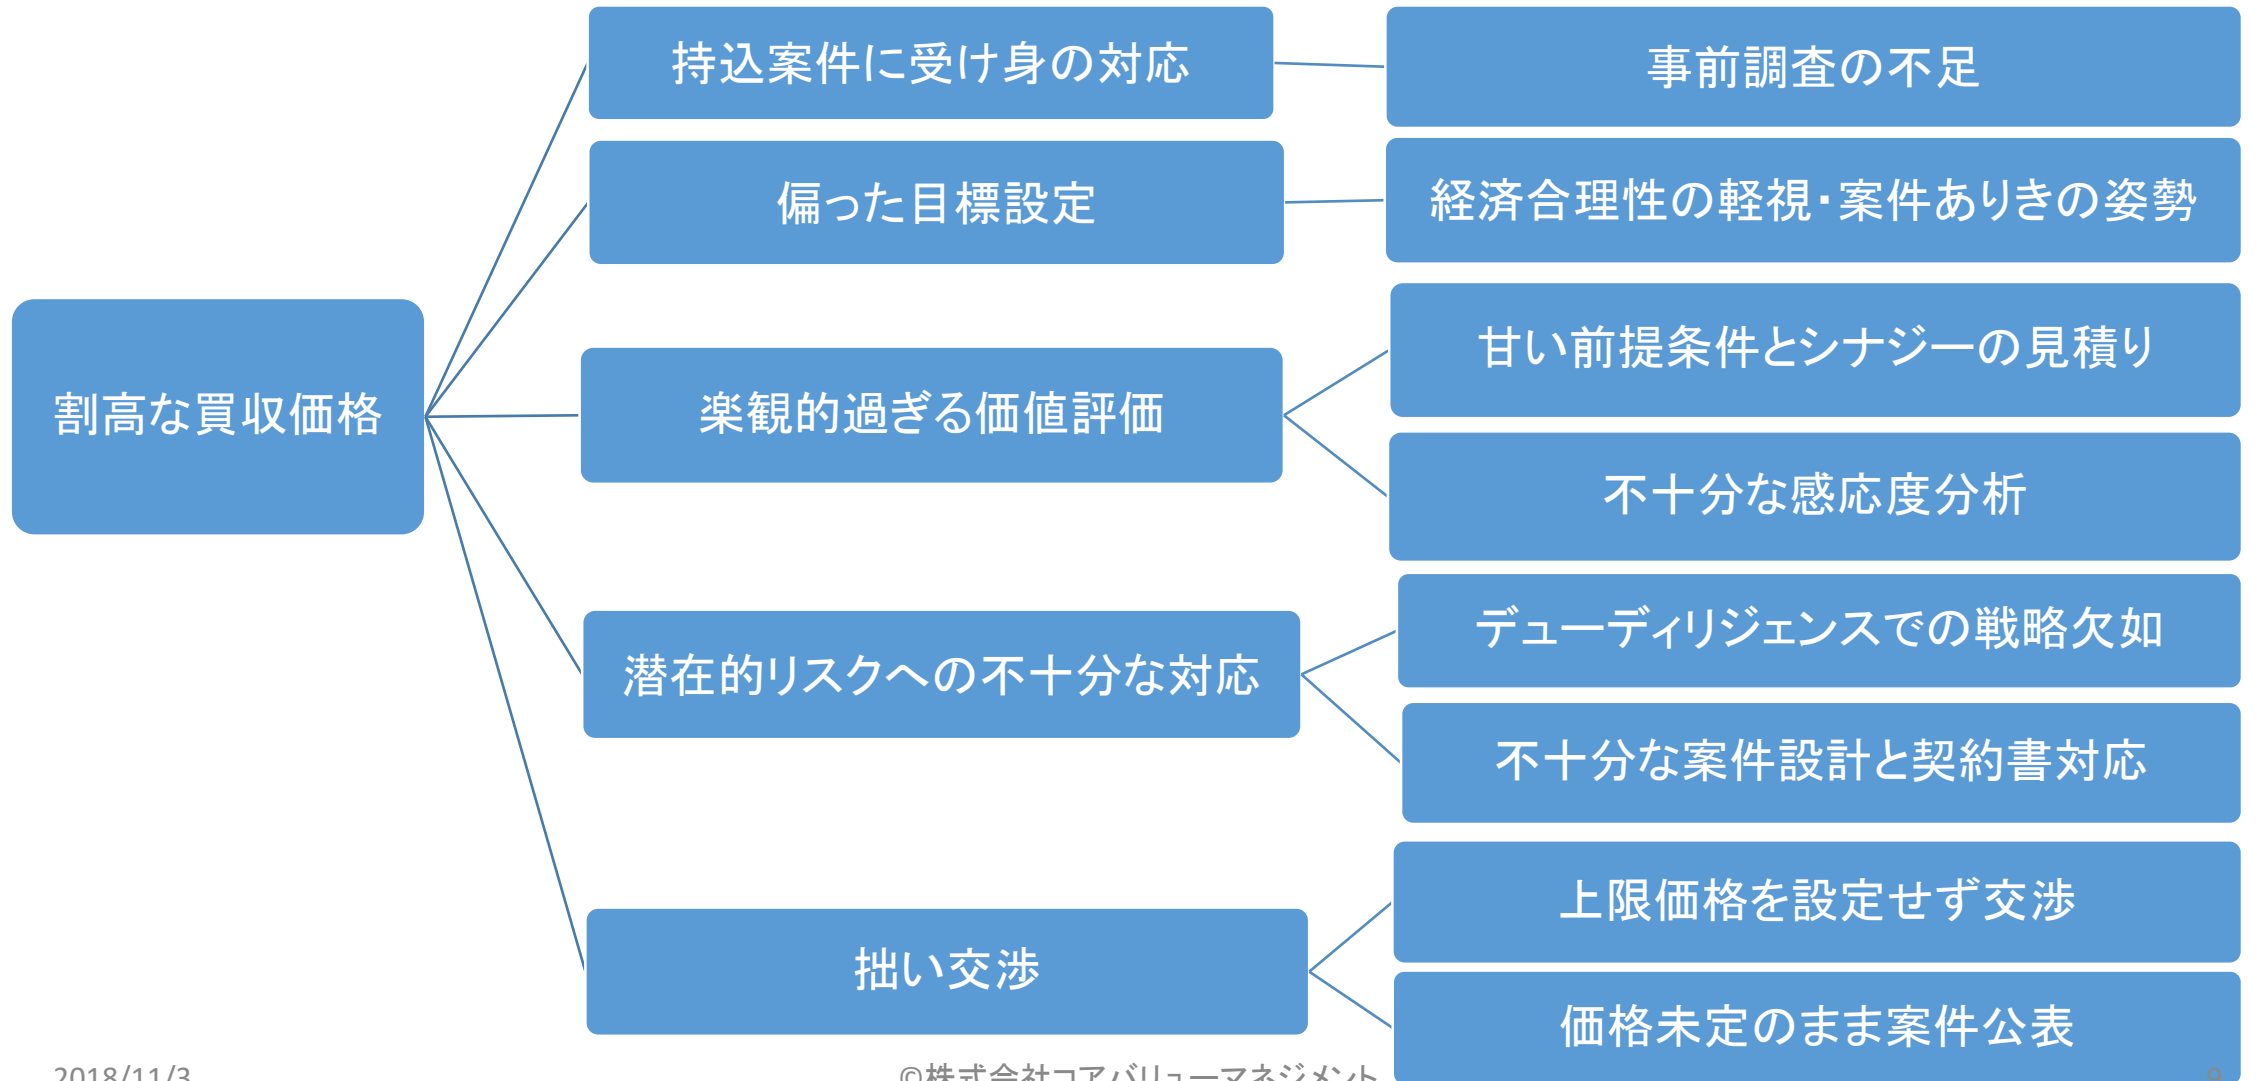 割高な買収価格
持込案件に受け身の対応
事前調査の不足
偏った目標設定
経済合理性の軽視・案件ありきの姿勢
楽観的過ぎる価値評価
甘い前提条件とシナジーの見積り
不十分な感応度分析
潜在的リスクへの不十分な対応
デューディリジェンスでの戦略欠如
不十分な案件設計と契約書対応
拙い交渉
上限価格を設定せず交渉
価格未定のまま案件公表
2018/11/3
©株式会社コアバリューマネジメント